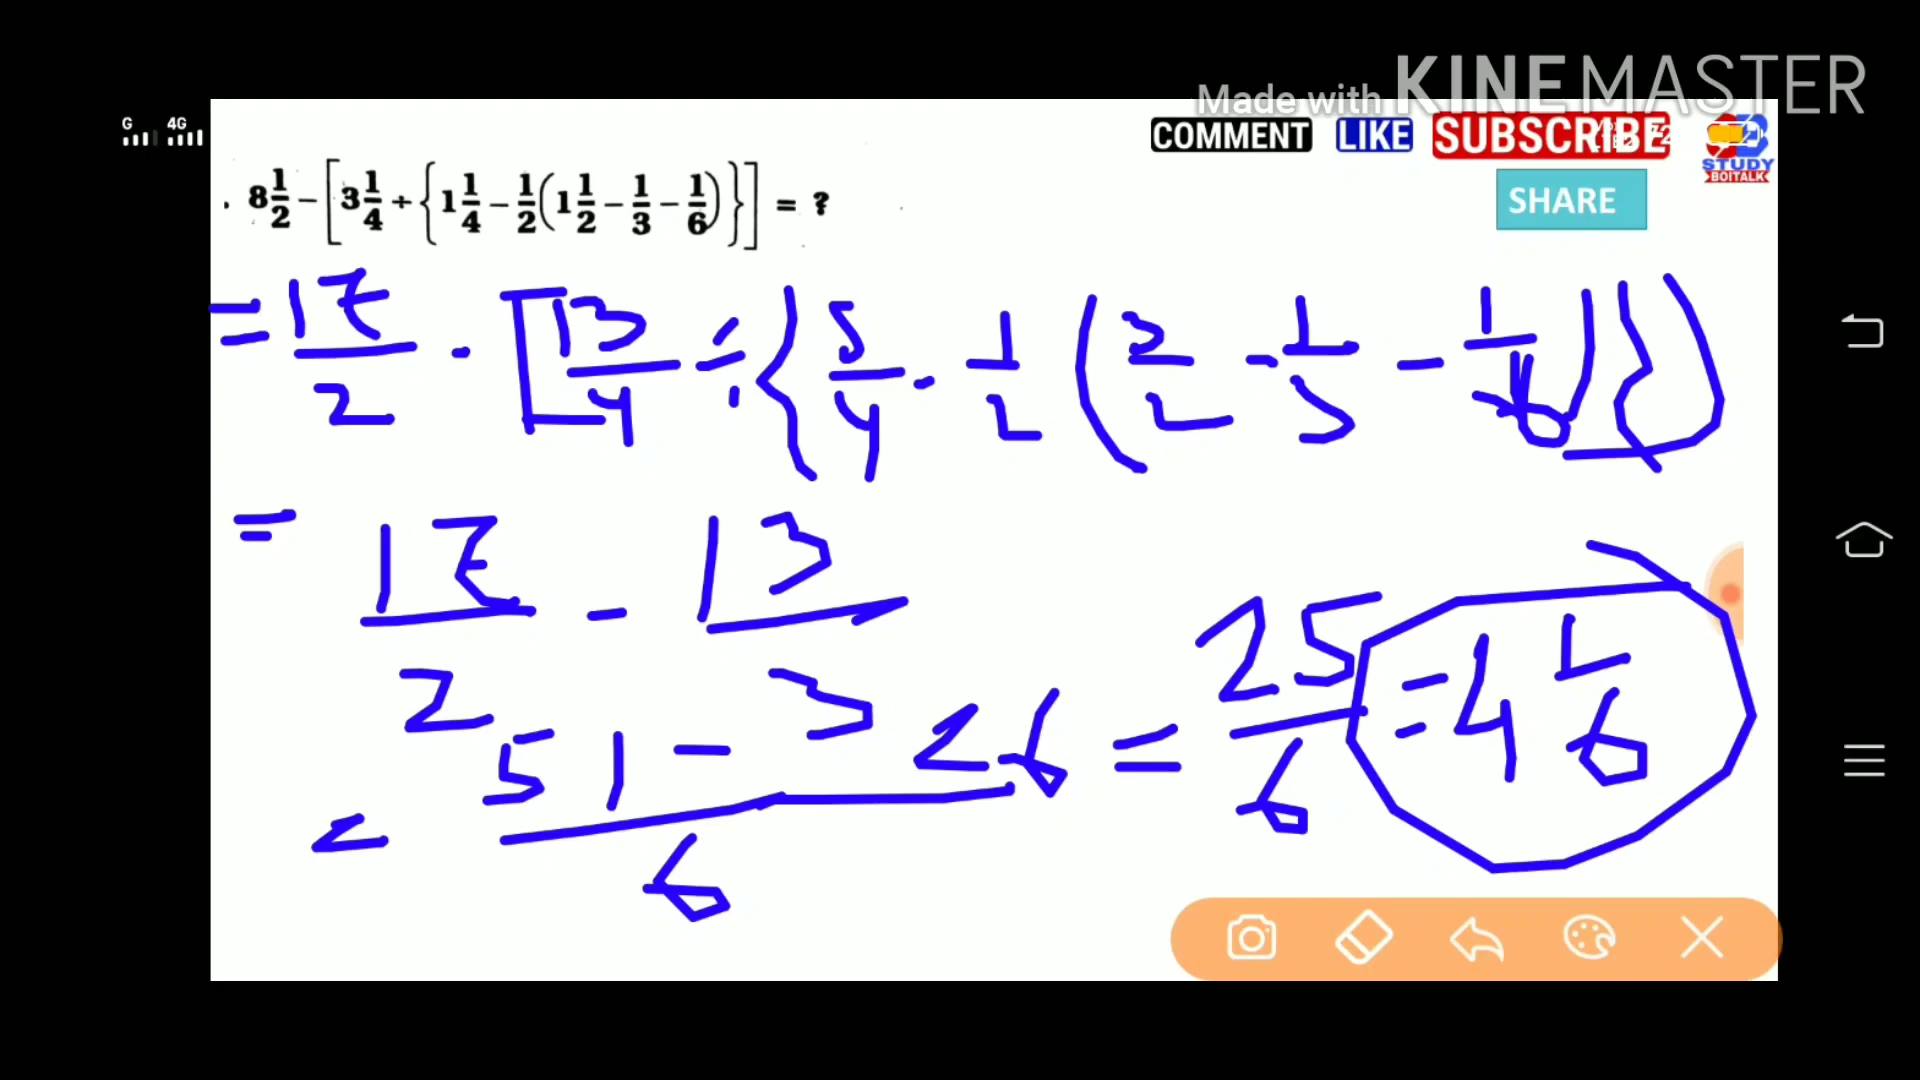 Made with KINEMASTER
G 4G
COMMENT LIKE SUBSCRIBE
STUDY
BOITALK
SHARE
8 1/2 - [3 1/4 ÷ {1 1/4 - 1/2 (1 1/2 - 1/3 - 1/6)}] = ?
= 17/2 - [13/4 ÷ {5/4 - 1/2 (3/2 - 1/3 - 1/6)}]
= 17/2 - 13/3
= 51 - 26 / 6 = 25/6 = 4 1/6